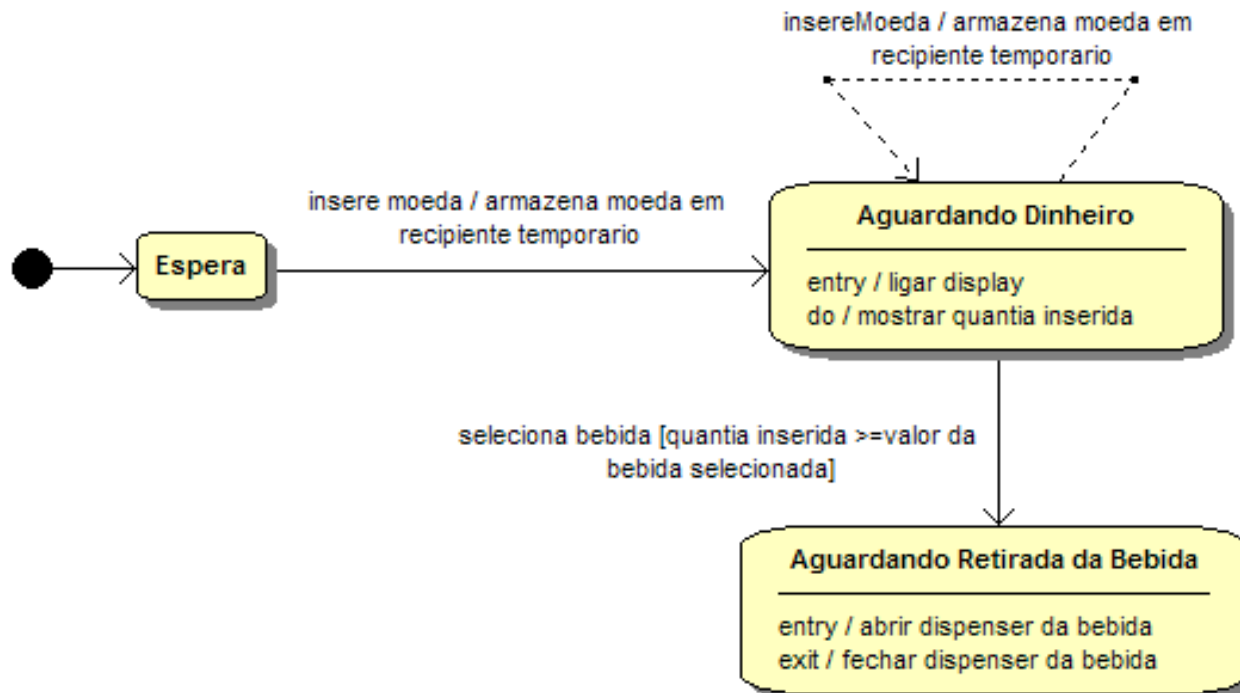 insereMoeda / armazena moeda em
recipiente temporario
insere moeda / armazena moeda em
recipiente temporario
Espera
Aguardando Dinheiro
entry / ligar display
do / mostrar quantia inserida
seleciona bebida [quantia inserida >=valor da
bebida selecionada]
Aguardando Retirada da Bebida
entry / abrir dispenser da bebida
exit / fechar dispenser da bebida